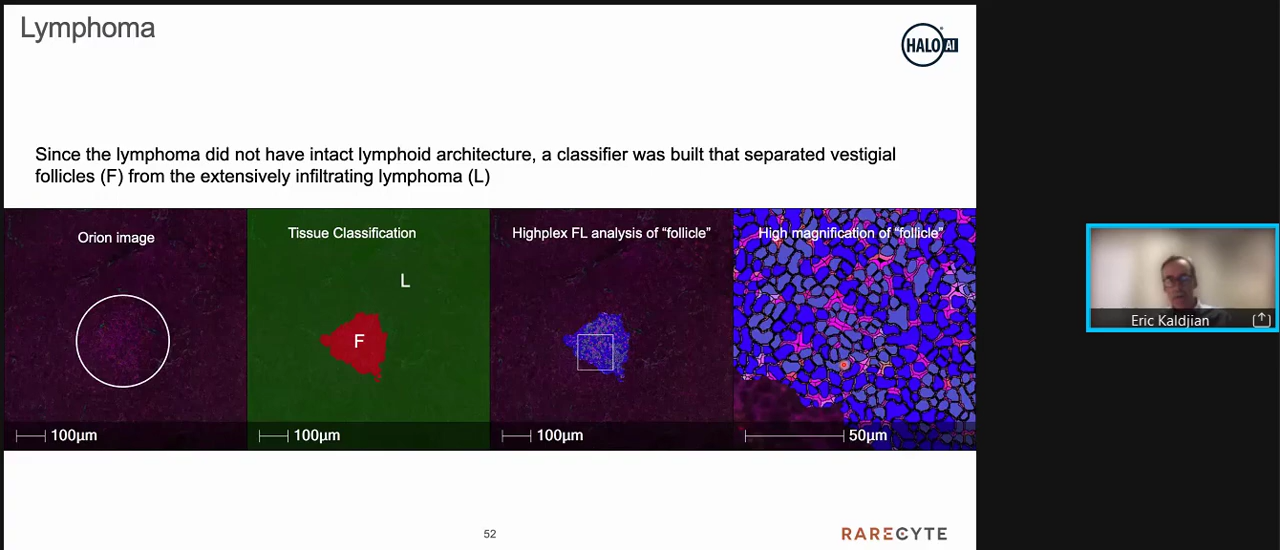 Lymphoma
HALO AI
Since the lymphoma did not have intact lymphoid architecture, a classifier was built that separated vestigial
follicles (F) from the extensively infiltrating lymphoma (L)
Orion image
Tissue Classification
Highplex FL analysis of “follicle”
High magnification of “follicle”
L
F
100µm
100µm
100µm
50µm
Eric Kaldjian
52
RARECYTE